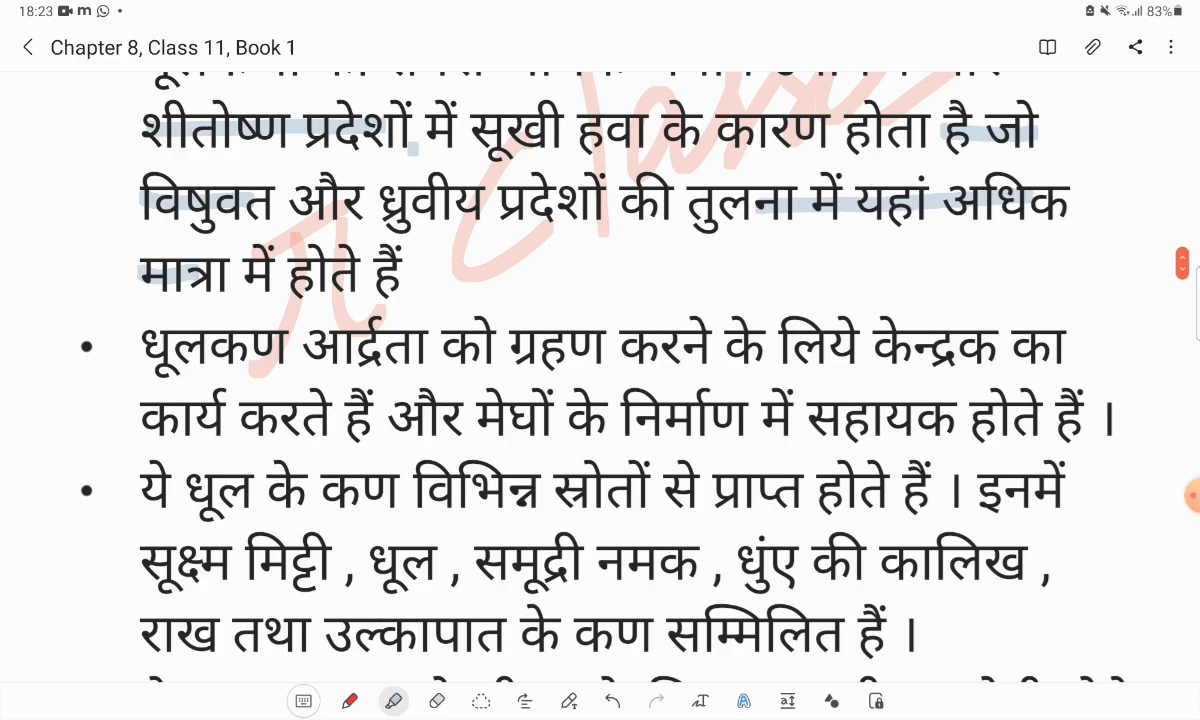 18:23
83%
Chapter 8, Class 11, Book 1
शीतोष्ण प्रदेशों में सूखी हवा के कारण होता है जो
विषुवत और ध्रुवीय प्रदेशों की तुलना में यहां अधिक
मात्रा में होते हैं
• धूलकण आर्द्रता को ग्रहण करने के लिये केन्द्रक का
कार्य करते हैं और मेघों के निर्माण में सहायक होते हैं ।
• ये धूल के कण विभिन्न स्रोतों से प्राप्त होते हैं । इनमें
सूक्ष्म मिट्टी , धूल , समूद्री नमक , धुंए की कालिख ,
राख तथा उल्कापात के कण सम्मिलित हैं ।
π Classes